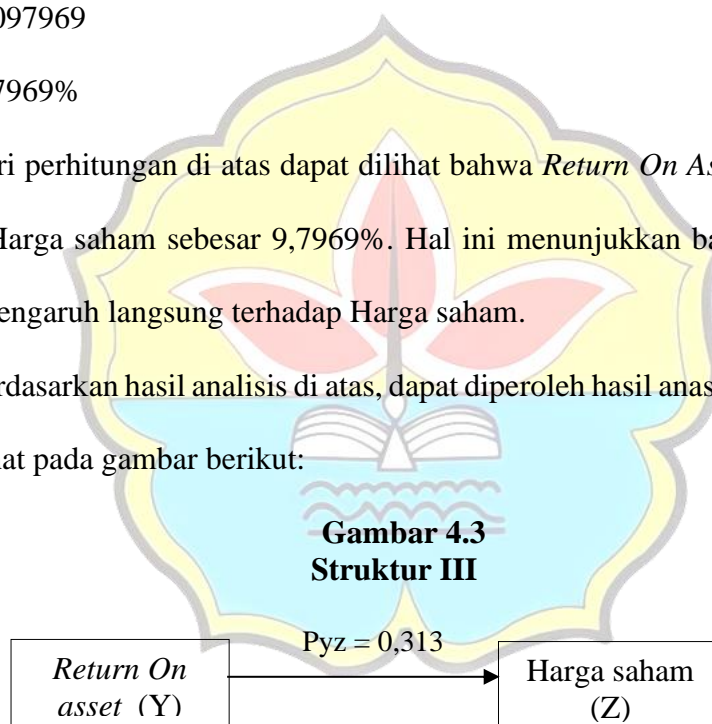 097969
7969%
ri perhitungan di atas dapat dilihat bahwa Return On As
Harga saham sebesar 9,7969%. Hal ini menunjukkan ba
engaruh langsung terhadap Harga saham.
rdasarkan hasil analisis di atas, dapat diperoleh hasil anas
at pada gambar berikut:
Gambar 4.3
Struktur III
Pyz = 0,313
Return On
asset (Y)
Harga saham
(Z)